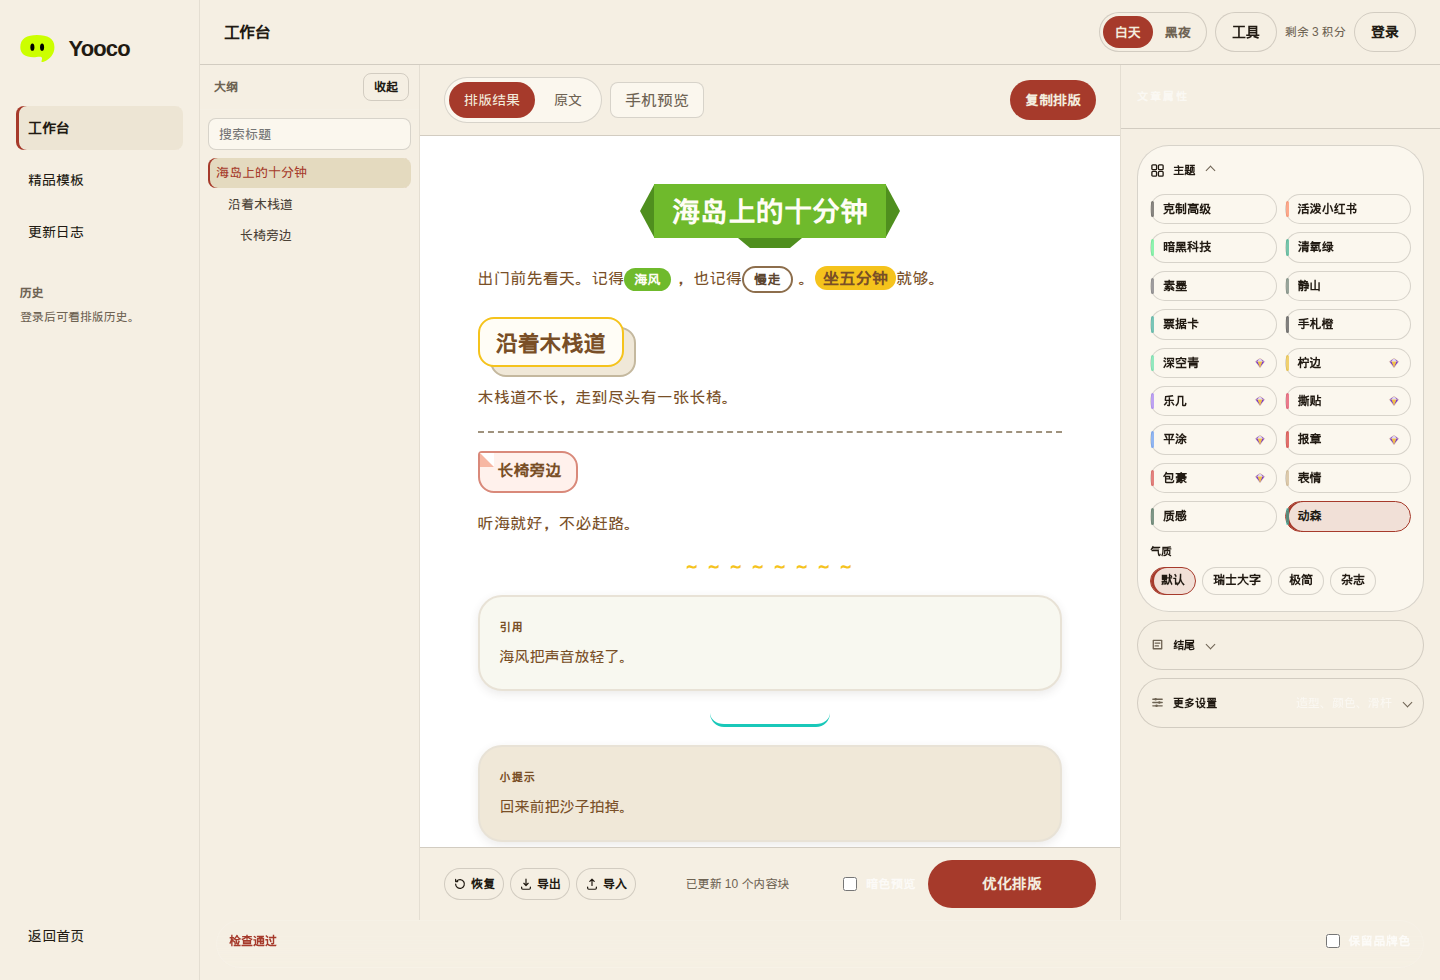 Yooco
工作台
精品模板
更新日志
历史
登录后可看排版历史。
返回首页
工作台
白天
黑夜
工具
剩余 3 积分
登录
大纲
收起
搜索标题
海岛上的十分钟
沿着木栈道
长椅旁边
排版结果
原文
手机预览
复制排版
海岛上的十分钟
出门前先看天。记得 海风 ，也记得 慢走 。 坐五分钟 就够。
沿着木栈道
木栈道不长，走到尽头有一张长椅。
长椅旁边
听海就好，不必赶路。
~ ~ ~ ~ ~ ~ ~ ~
引用
海风把声音放轻了。
小提示
回来前把沙子拍掉。
恢复
导出
导入
已更新 10 个内容块
暗色预览
优化排版
检查通过
保留品牌色
文章属性
主题
克制高级
活泼小红书
暗黑科技
清氧绿
素墨
静山
票据卡
手札橙
深空青
柠边
乐几
撕贴
平涂
报章
包豪
表情
质感
动森
气质
默认
瑞士大字
极简
杂志
结尾
更多设置